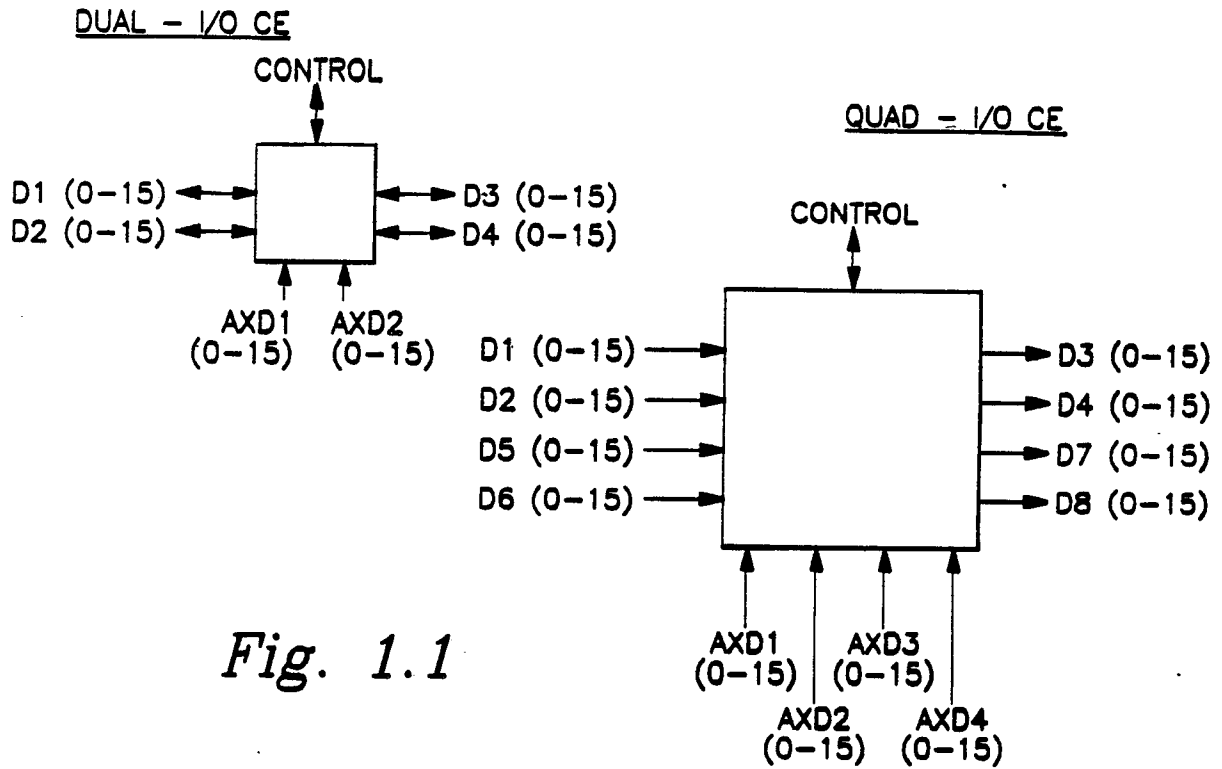 DUAL - I/O CE
CONTROL
D1 (0-15)
D3 (0-15)
D2 (0-15)
D4 (0-15)
AXD1
(0-15)
AXD2
(0-15)
QUAD - I/O CE
CONTROL
D1 (0-15)
D3 (0-15)
D2 (0-15)
D4 (0-15)
D5 (0-15)
D7 (0-15)
D6 (0-15)
D8 (0-15)
AXD1
(0-15)
AXD3
(0-15)
AXD2
(0-15)
AXD4
(0-15)
Fig. 1.1